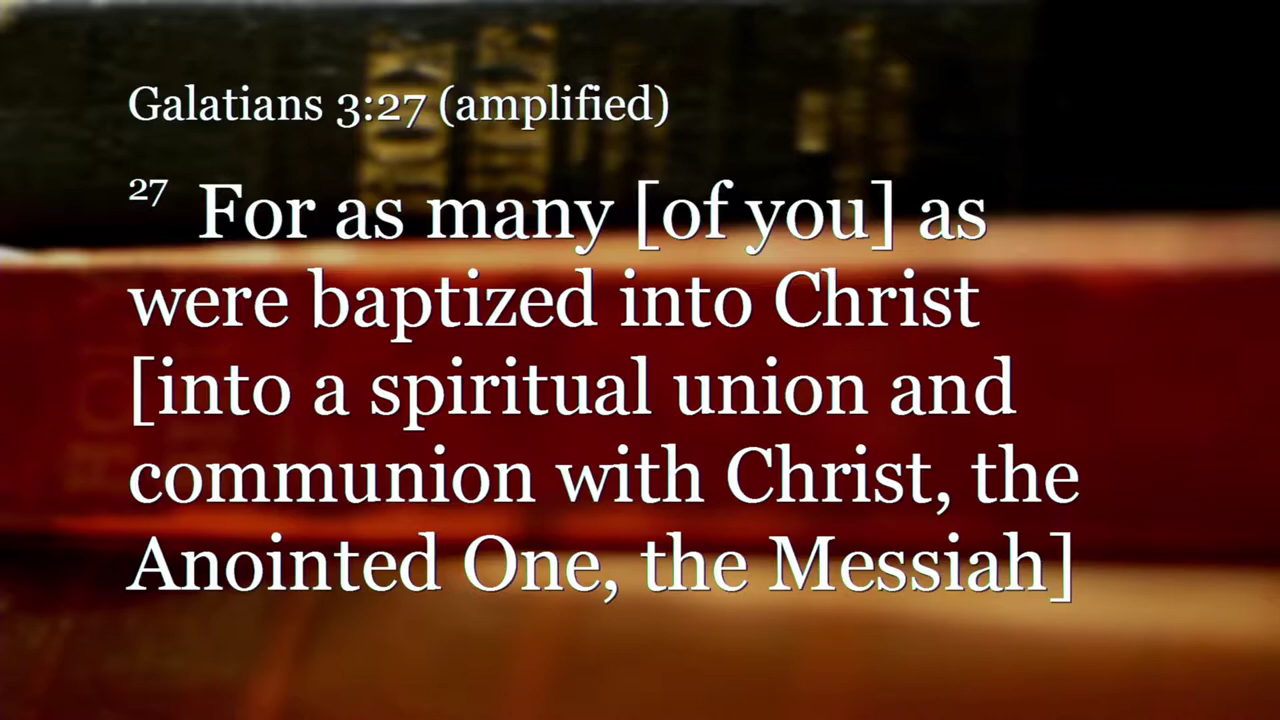 Galatians 3:27 (amplified)
27 For as many [of you] as
were baptized into Christ
[into a spiritual union and
communion with Christ, the
Anointed One, the Messiah]